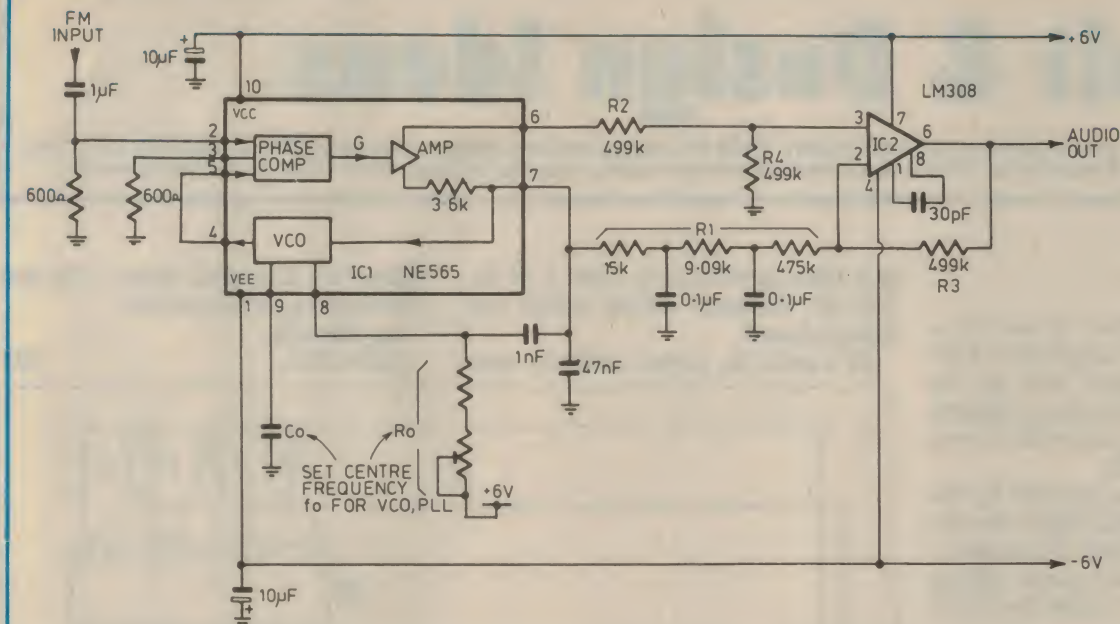 FM
INPUT
1µF
10µF
+
+6V
10
VCC
2
3
5
PHASE
COMP
G
AMP
6
7
3·6k
600Ω
600Ω
4
VCO
VEE
IC1 NE565
1
9
8
R2
499k
R4
499k
LM308
3
7
IC2
6
2
4
1
8
30pF
AUDIO
OUT
R1
15k
9·09k
475k
499k
R3
0·1µF
0·1µF
1nF
47nF
Co
Ro
SET CENTRE
FREQUENCY
fo FOR VCO, PLL
+6V
-6V
10µF
+